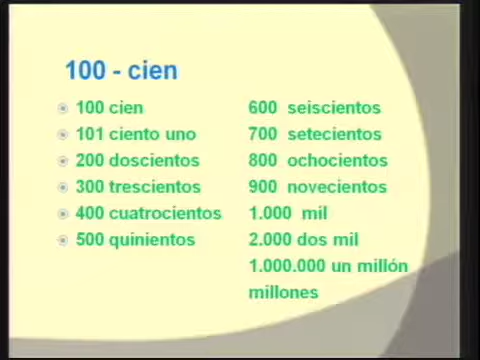 100 - cien
100 cien
101 ciento uno
200 doscientos
300 trescientos
400 cuatrocientos
500 quinientos
600 seiscientos
700 setecientos
800 ochocientos
900 novecientos
1.000 mil
2.000 dos mil
1.000.000 un millón
millones